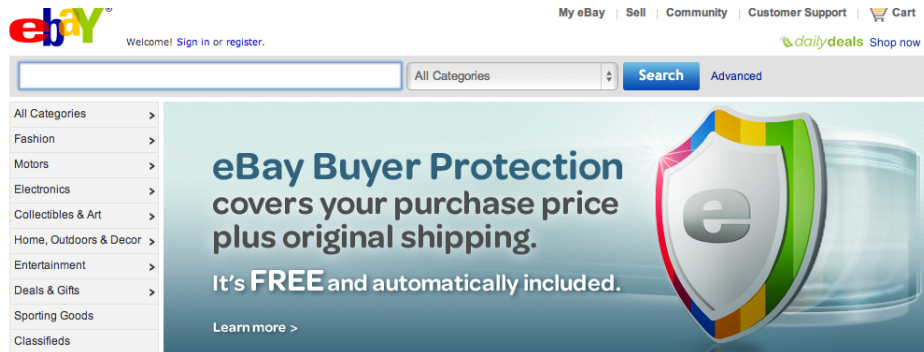 ebaY®
My eBay | Sell | Community | Customer Support | Cart
Welcome! Sign in or register.
dailydeals Shop now
All Categories Search Advanced
All Categories >
Fashion >
Motors >
Electronics >
Collectibles & Art >
Home, Outdoors & Decor >
Entertainment >
Deals & Gifts >
Sporting Goods
Classifieds
eBay Buyer Protection
covers your purchase price
plus original shipping.
It's FREE and automatically included.
Learn more >
e